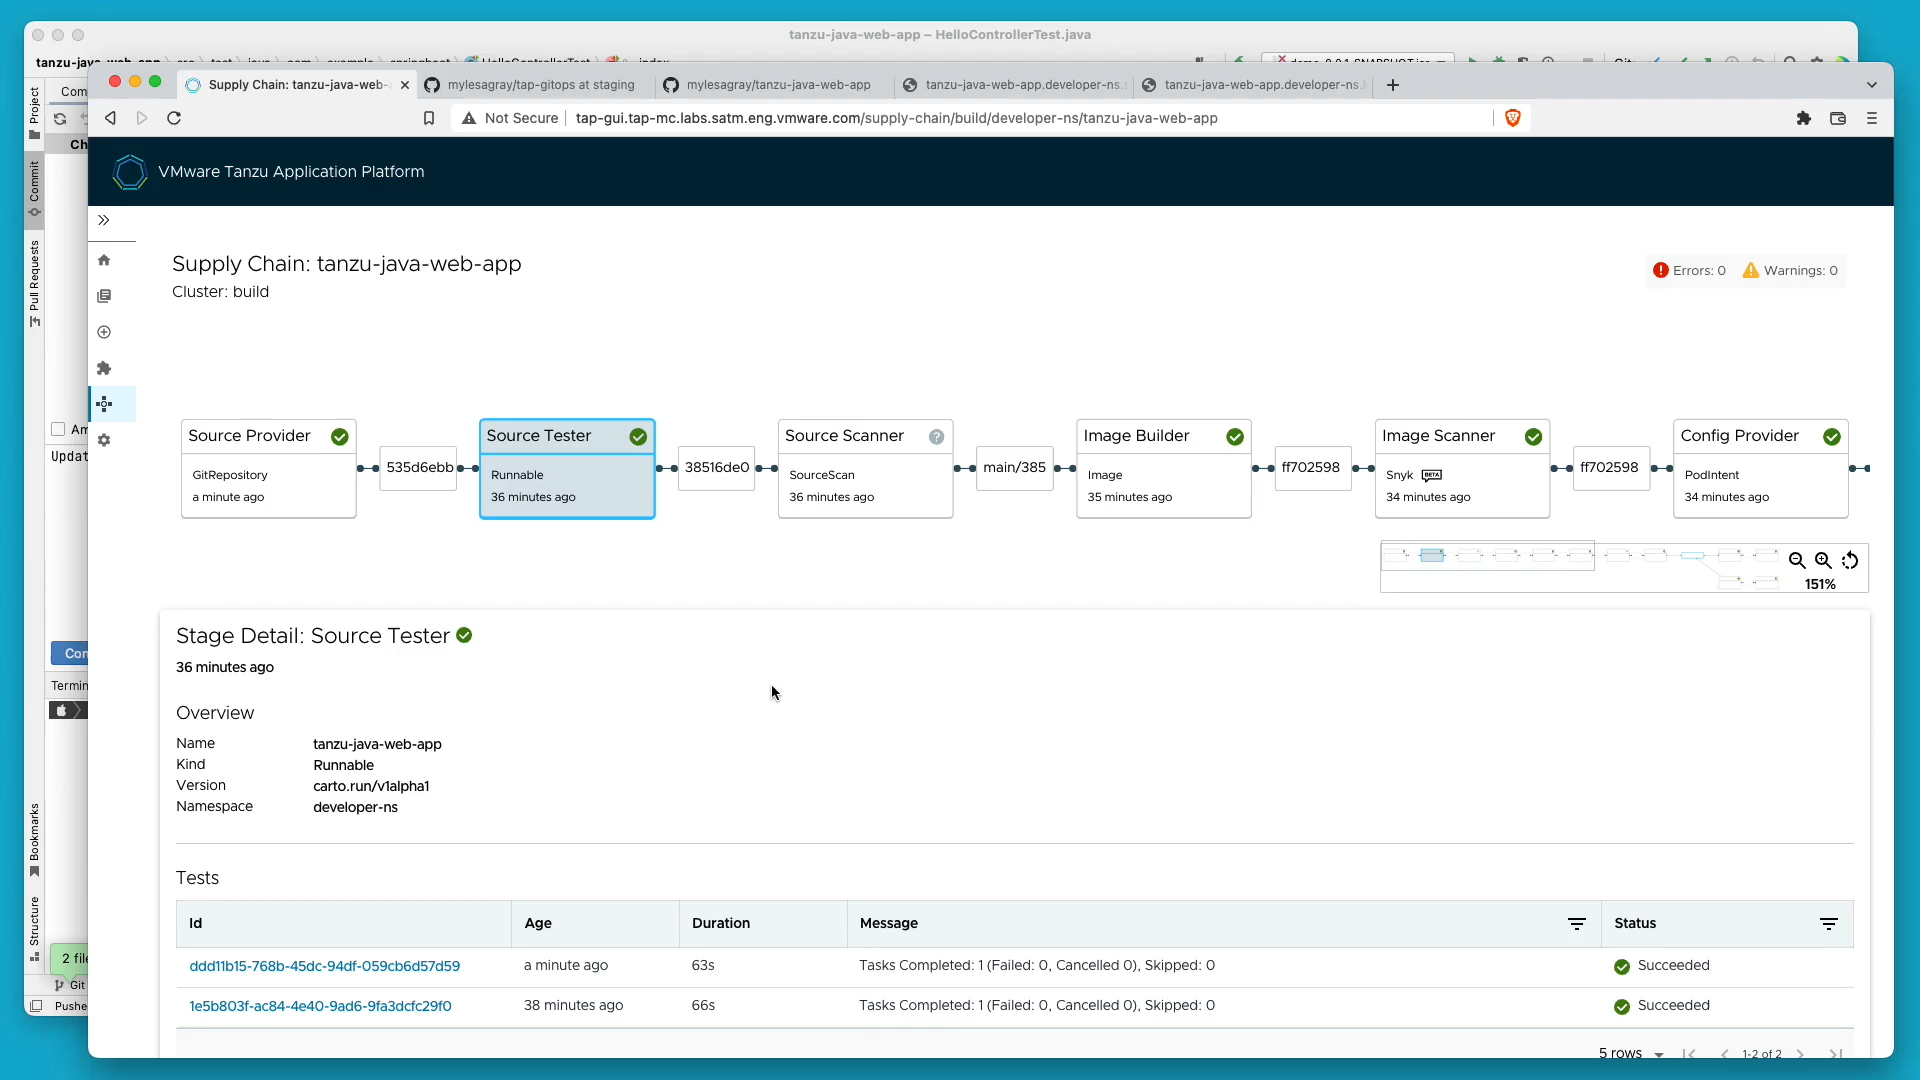 tanzu-java-web-app – HelloControllerTest.java
Supply Chain: tanzu-java-web-
mylesagray/tap-gitops at staging
mylesagray/tanzu-java-web-app
tanzu-java-web-app.developer-ns.
tanzu-java-web-app.developer-ns.
Not Secure
tap-gui.tap-mc.labs.satm.eng.vmware.com/supply-chain/build/developer-ns/tanzu-java-web-app
Project
Commit
Pull Requests
Bookmarks
Structure
Com
Ch
Am
Updat
Con
Termin
2 file
Git
Pushe
VMware Tanzu Application Platform
Supply Chain: tanzu-java-web-app
Cluster: build
Errors: 0
Warnings: 0
Source Provider
GitRepository
a minute ago
535d6ebb
Source Tester
Runnable
36 minutes ago
38516de0
Source Scanner
?
SourceScan
36 minutes ago
main/385
Image Builder
Image
35 minutes ago
ff702598
Image Scanner
Snyk BETA
34 minutes ago
ff702598
Config Provider
PodIntent
34 minutes ago
151%
Stage Detail: Source Tester
36 minutes ago
Overview
Name tanzu-java-web-app
Kind Runnable
Version carto.run/v1alpha1
Namespace developer-ns
Tests
Id Age Duration Message Status
ddd11b15-768b-45dc-94df-059cb6d57d59 a minute ago 63s Tasks Completed: 1 (Failed: 0, Cancelled 0), Skipped: 0 Succeeded
1e5b803f-ac84-4e40-9ad6-9fa3dcfc29f0 38 minutes ago 66s Tasks Completed: 1 (Failed: 0, Cancelled 0), Skipped: 0 Succeeded
5 rows 1-2 of 2